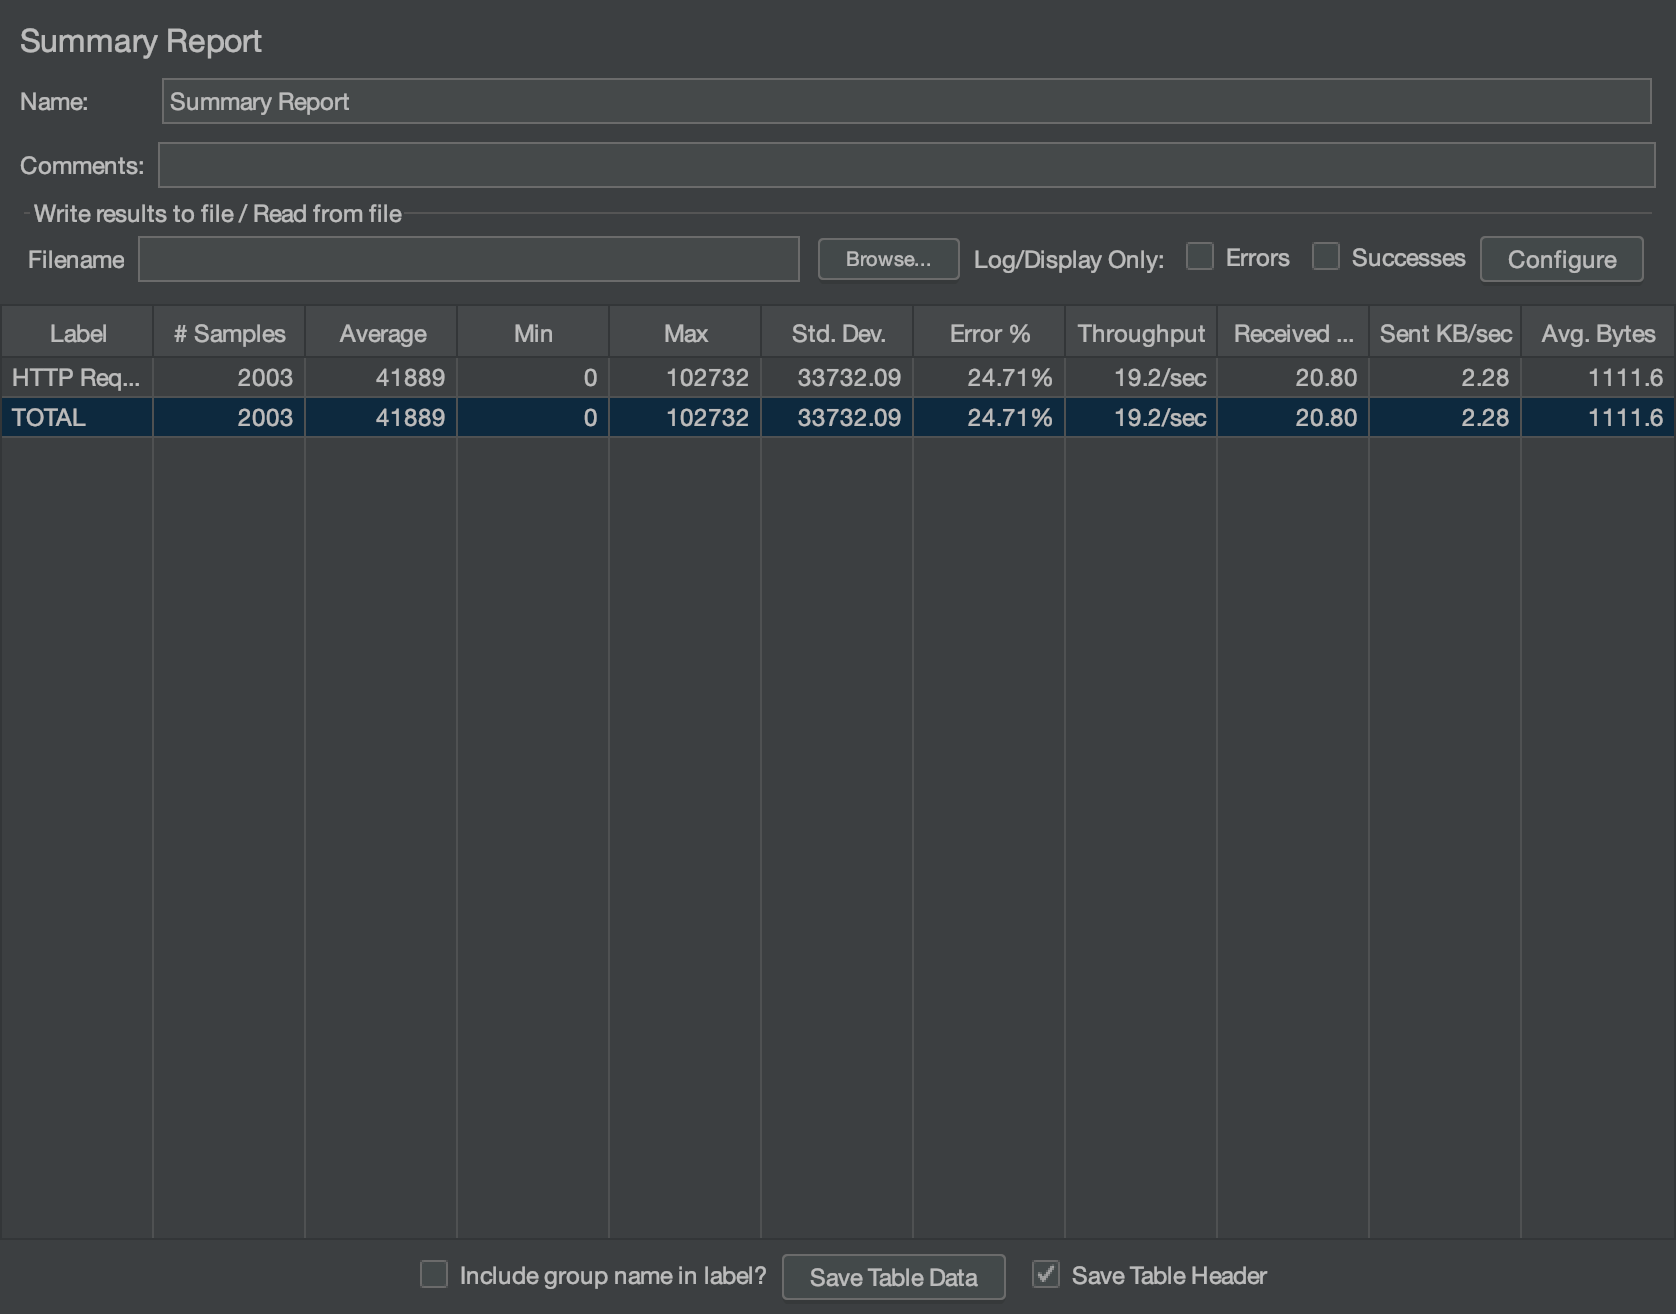 Summary Report
Name: Summary Report
Comments:
Write results to file / Read from file
Filename Browse... Log/Display Only: Errors Successes Configure
Label # Samples Average Min Max Std. Dev. Error % Throughput Received ... Sent KB/sec Avg. Bytes
HTTP Req... 2003 41889 0 102732 33732.09 24.71% 19.2/sec 20.80 2.28 1111.6
TOTAL 2003 41889 0 102732 33732.09 24.71% 19.2/sec 20.80 2.28 1111.6
Include group name in label? Save Table Data Save Table Header